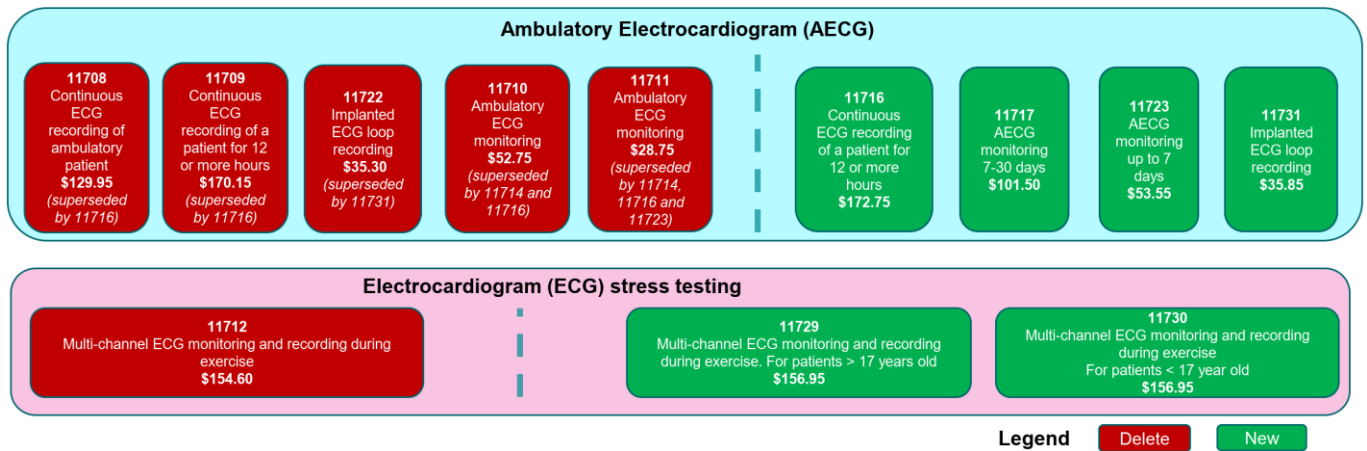 Ambulatory Electrocardiogram (AECG)
11708
Continuous
ECG
recording of
ambulatory
patient
$129.95
(superseded
by 11716)
11709
Continuous
ECG
recording of a
patient for 12
or more hours
$170.15
(superseded
by 11716)
11722
Implanted
ECG loop
recording
$35.30
(superseded
by 11731)
11710
Ambulatory
ECG
monitoring
$52.75
(superseded
by 11714 and
11716)
11711
Ambulatory
ECG
monitoring
$28.75
(superseded
by 11714,
11716 and
11723)
11716
Continuous
ECG recording
of a patient for
12 or more
hours
$172.75
11717
AECG
monitoring
7-30 days
$101.50
11723
AECG
monitoring
up to 7
days
$53.55
11731
Implanted
ECG loop
recording
$35.85
Electrocardiogram (ECG) stress testing
11712
Multi-channel ECG monitoring and recording during
exercise
$154.60
11729
Multi-channel ECG monitoring and recording
during exercise. For patients > 17 years old
$156.95
11730
Multi-channel ECG monitoring and recording
during exercise
For patients < 17 year old
$156.95
Legend
Delete
New